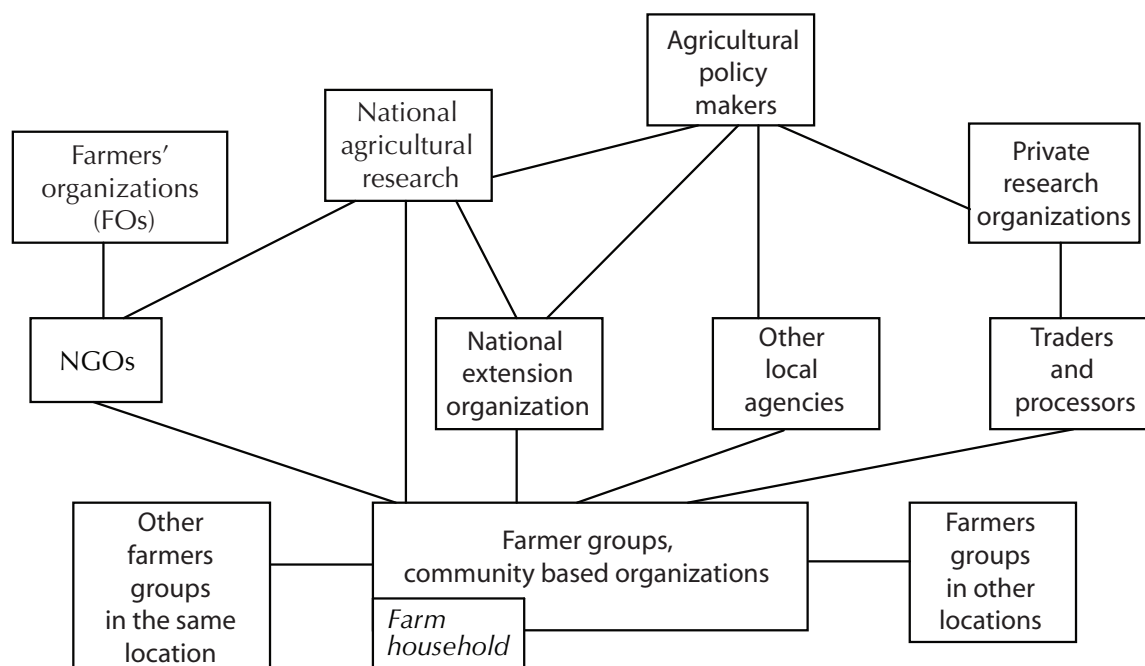 Agricultural
policy
makers
National
agricultural
research
Farmers’
organizations
(FOs)
Private
research
organizations
NGOs
National
extension
organization
Other
local
agencies
Traders
and
processors
Other
farmers
groups
in the same
location
Farmer groups,
community based organizations
Farm
household
Farmers
groups
in other
locations